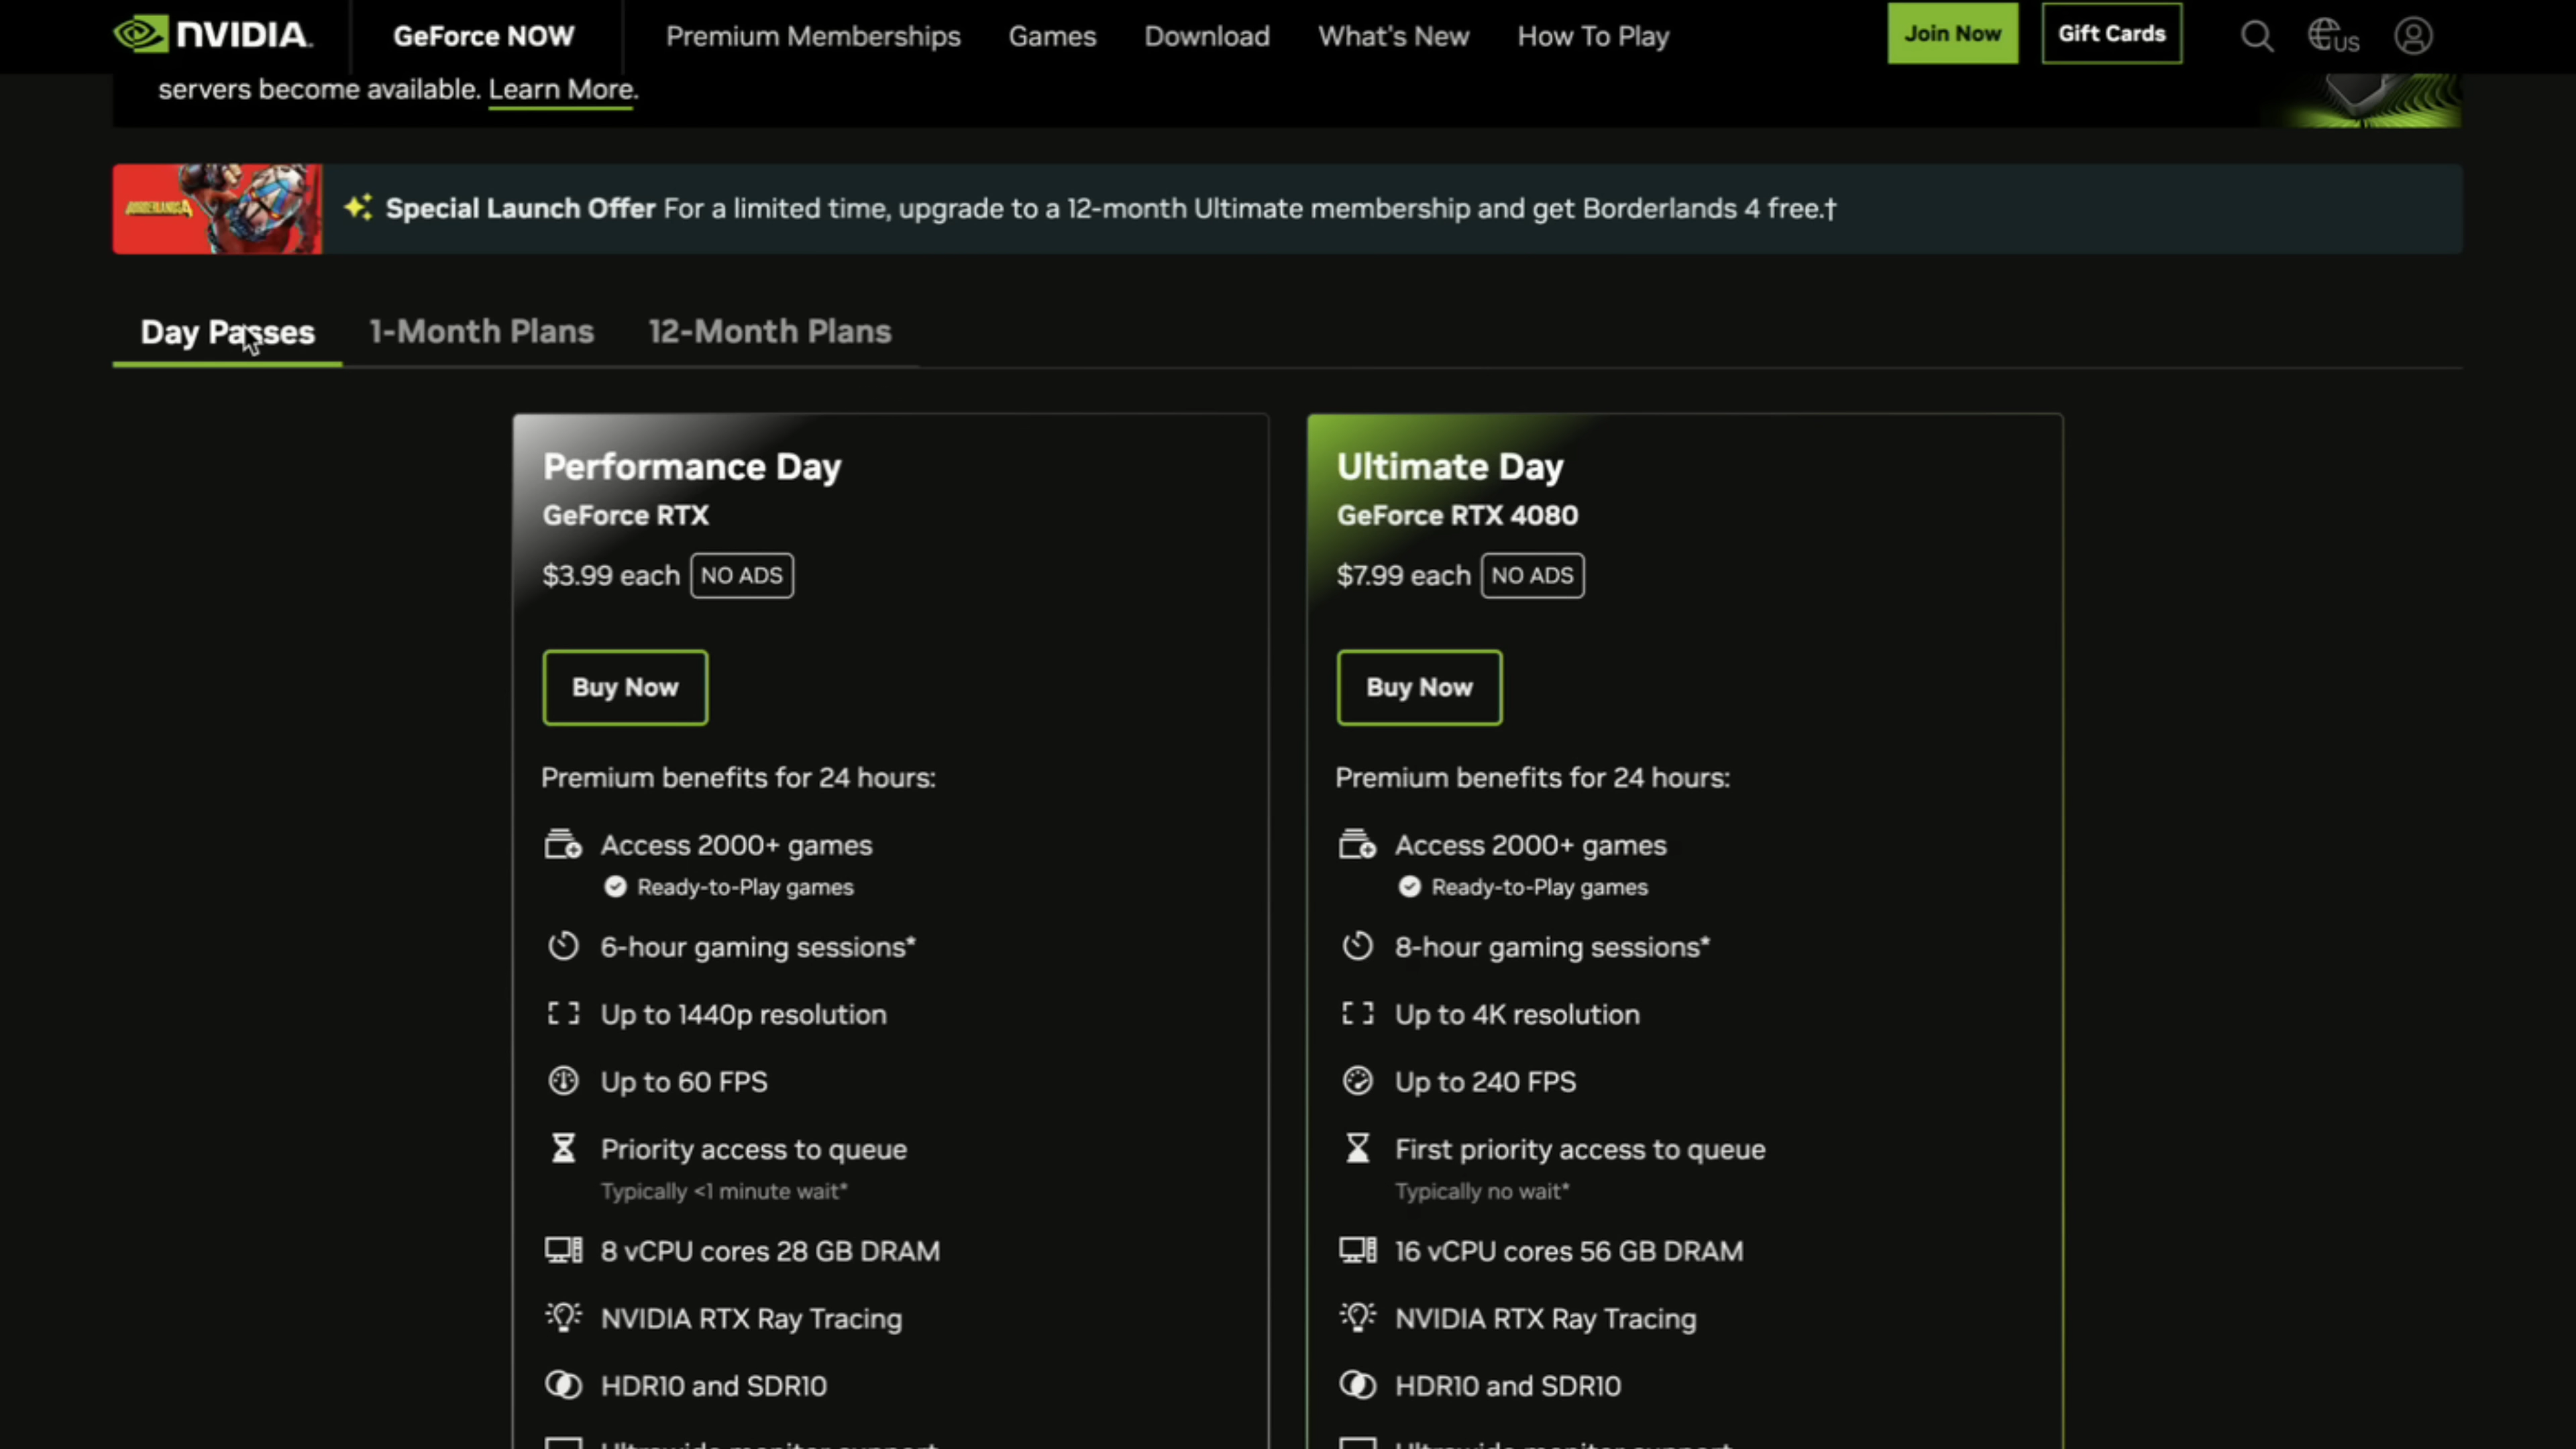 NVIDIA.
GeForce NOW
Premium Memberships
Games
Download
What's New
How To Play
Join Now
Gift Cards
US
servers become available. Learn More.
BORDERLANDS 4
Special Launch Offer For a limited time, upgrade to a 12-month Ultimate membership and get Borderlands 4 free.†
Day Passes
1-Month Plans
12-Month Plans
Performance Day
GeForce RTX
$3.99 each NO ADS
Buy Now
Premium benefits for 24 hours:
Access 2000+ games
Ready-to-Play games
6-hour gaming sessions*
Up to 1440p resolution
Up to 60 FPS
Priority access to queue
Typically <1 minute wait*
8 vCPU cores 28 GB DRAM
NVIDIA RTX Ray Tracing
HDR10 and SDR10
Ultrawide monitor support
Ultimate Day
GeForce RTX 4080
$7.99 each NO ADS
Buy Now
Premium benefits for 24 hours:
Access 2000+ games
Ready-to-Play games
8-hour gaming sessions*
Up to 4K resolution
Up to 240 FPS
First priority access to queue
Typically no wait*
16 vCPU cores 56 GB DRAM
NVIDIA RTX Ray Tracing
HDR10 and SDR10
Ultrawide monitor support